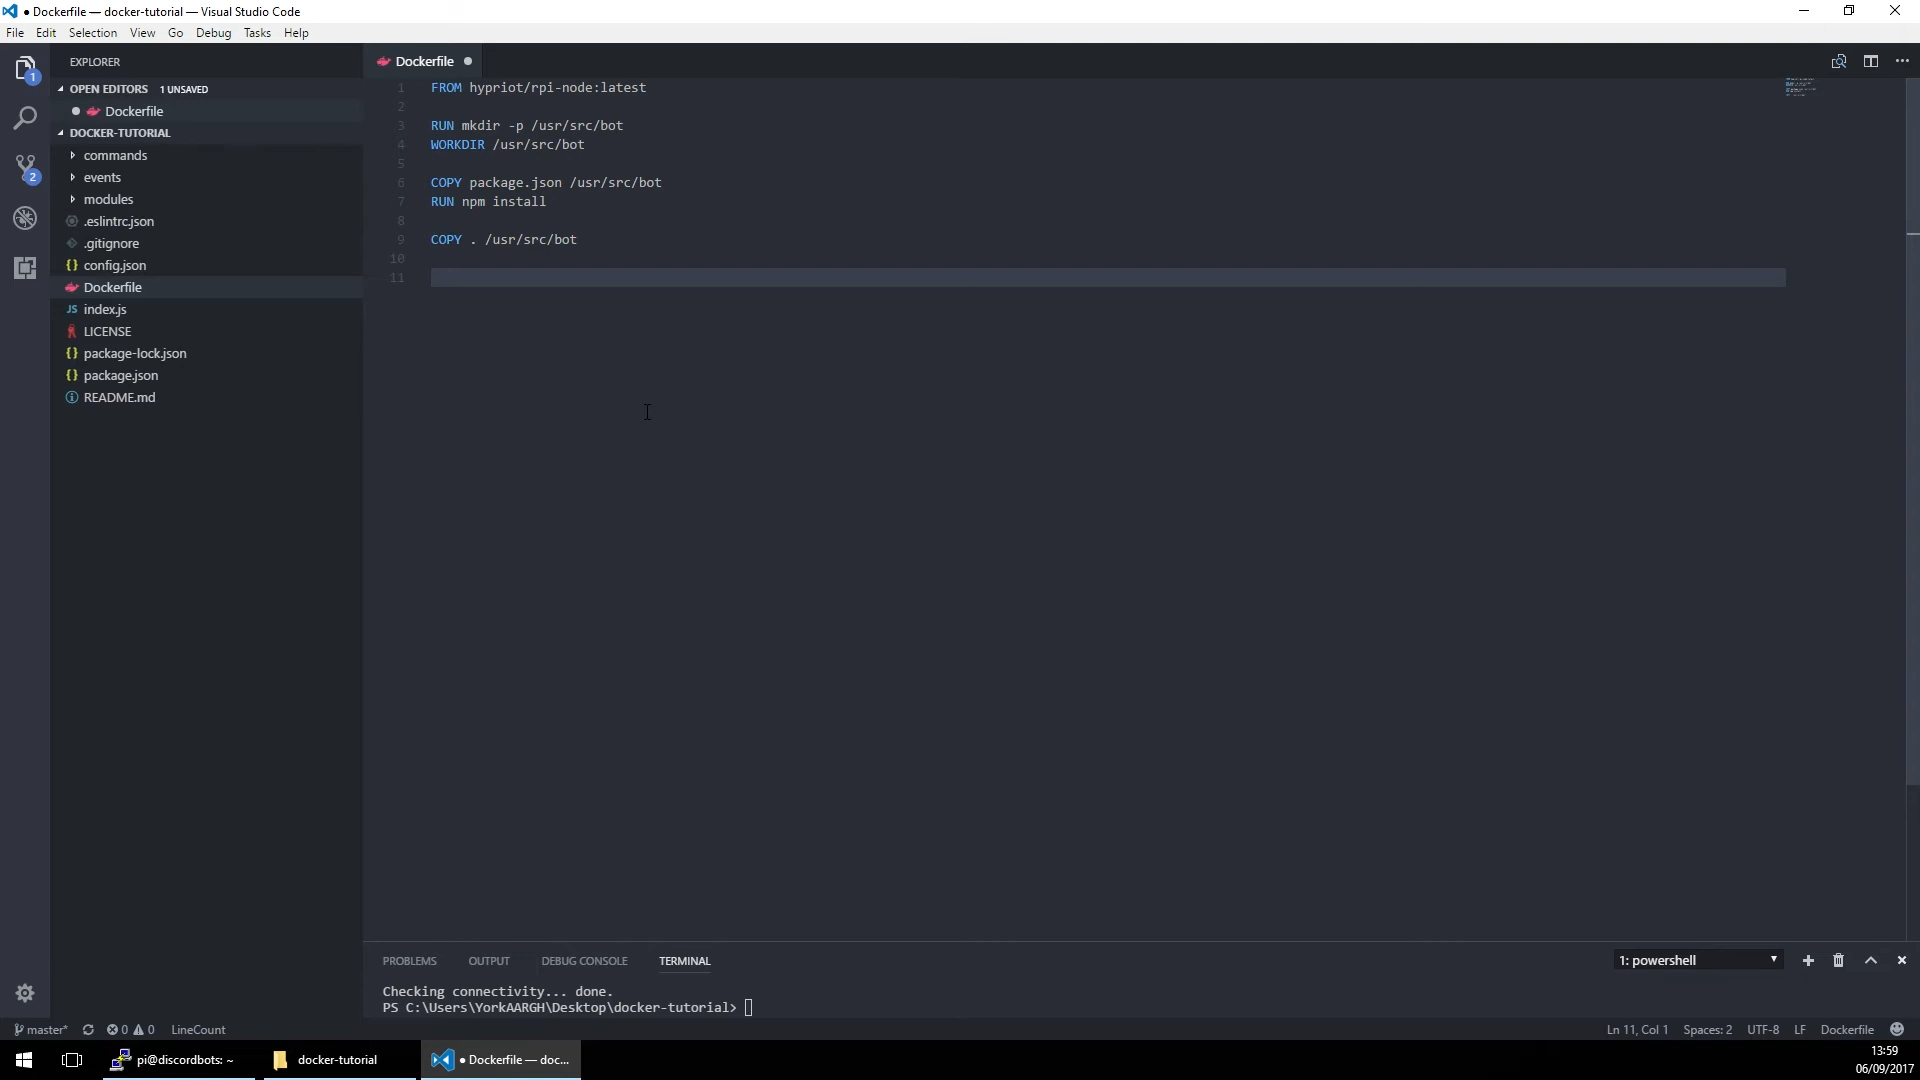 ● Dockerfile — docker-tutorial — Visual Studio Code
File Edit Selection View Go Debug Tasks Help
EXPLORER
OPEN EDITORS 1 UNSAVED
Dockerfile
DOCKER-TUTORIAL
commands
events
modules
.eslintrc.json
.gitignore
config.json
Dockerfile
index.js
LICENSE
package-lock.json
package.json
README.md
1
2
Dockerfile
1 FROM hypriot/rpi-node:latest
2
3 RUN mkdir -p /usr/src/bot
4 WORKDIR /usr/src/bot
5
6 COPY package.json /usr/src/bot
7 RUN npm install
8
9 COPY . /usr/src/bot
10
11
PROBLEMS OUTPUT DEBUG CONSOLE TERMINAL 1: powershell
Checking connectivity... done.
PS C:\Users\YorkAARGH\Desktop\docker-tutorial>
master* 0 0 LineCount Ln 11, Col 1 Spaces: 2 UTF-8 LF Dockerfile
pi@discordbots: ~ docker-tutorial ● Dockerfile — doc...
13:59
06/09/2017